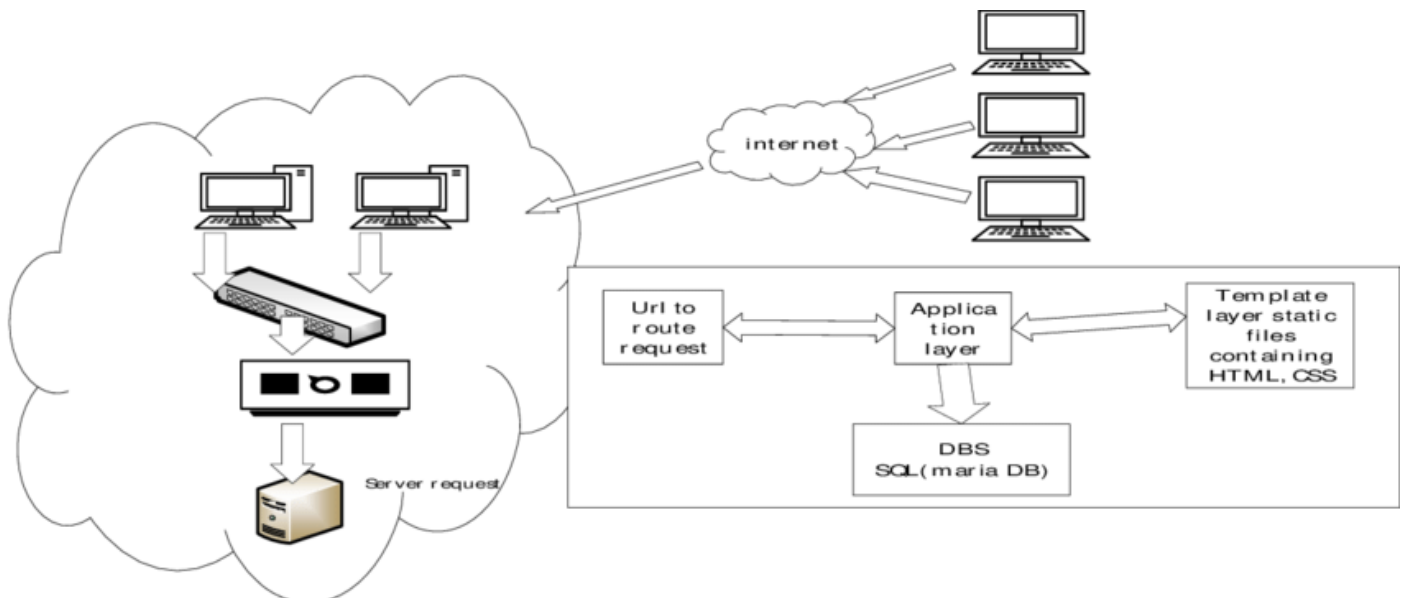 internet
Server request
Url to
route
request
Applica
tion
layer
Template
layer static
files
containing
HTML, CSS
DBS
SQL(maria DB)